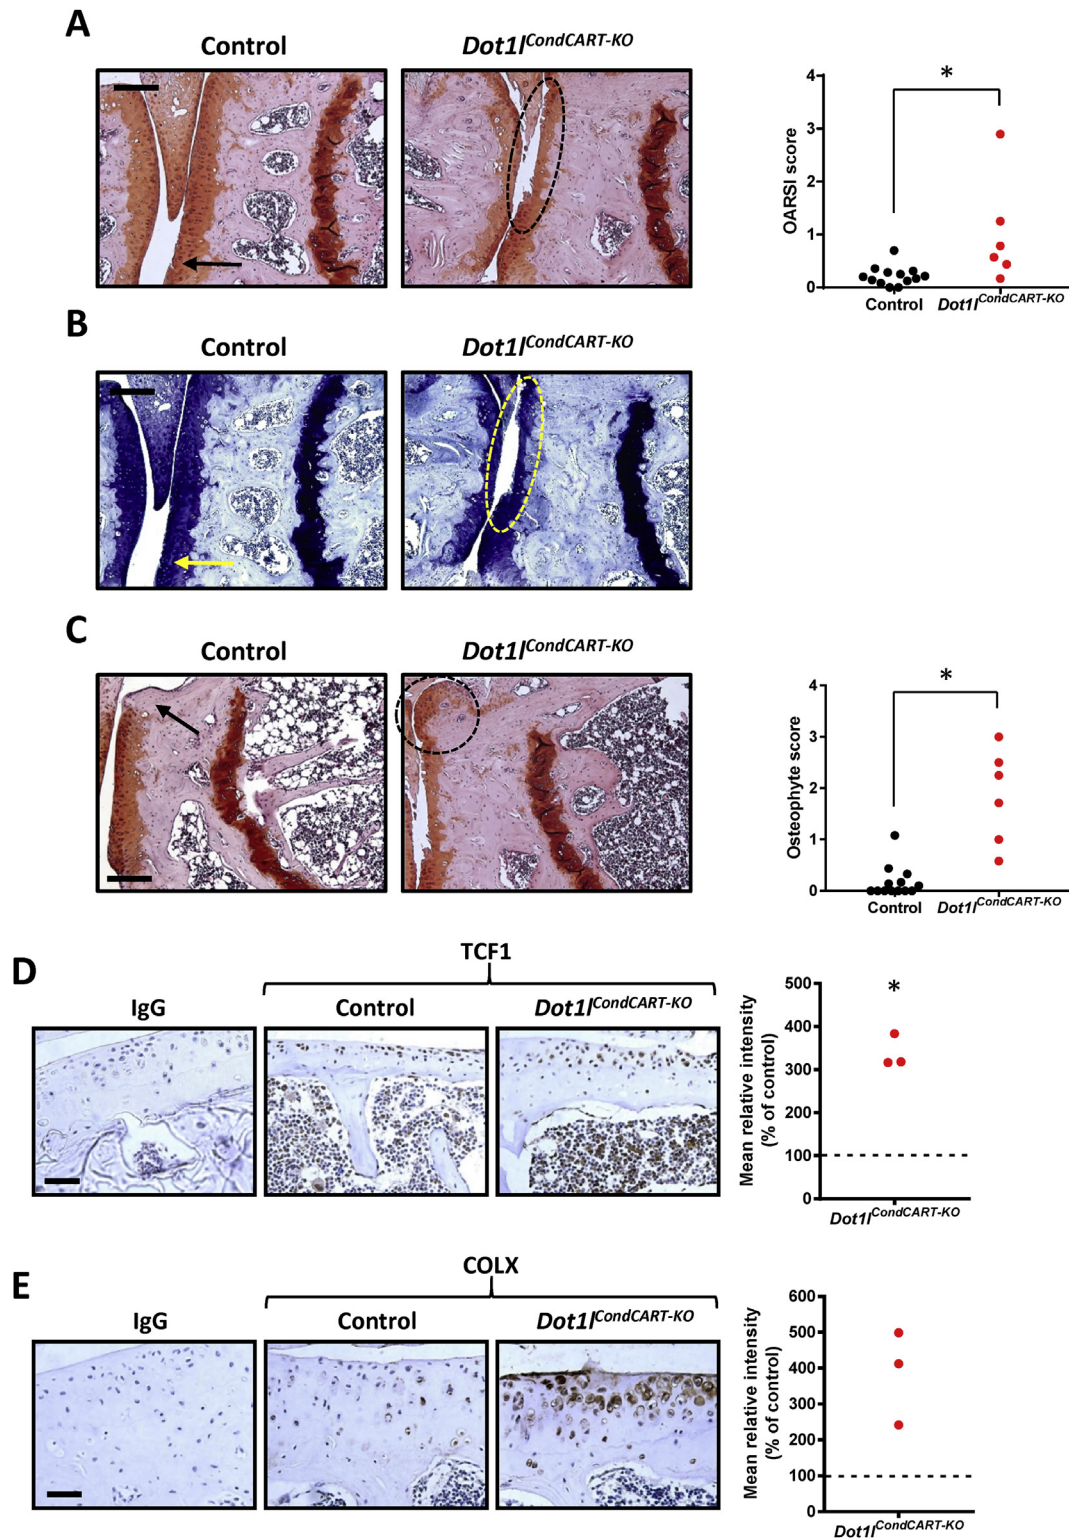 A
Control
Dot1l^CondCART-KO
4
3
2
1
0
OARSI score
*
Control
Dot1l^CondCART-KO
B
Control
Dot1l^CondCART-KO
C
Control
Dot1l^CondCART-KO
4
3
2
1
0
Osteophyte score
*
Control
Dot1l^CondCART-KO
D
TCF1
IgG
Control
Dot1l^CondCART-KO
500
400
300
200
100
0
Mean relative intensity
(% of control)
*
Dot1l^CondCART-KO
E
COLX
IgG
Control
Dot1l^CondCART-KO
600
500
400
300
200
100
0
Mean relative intensity
(% of control)
Dot1l^CondCART-KO